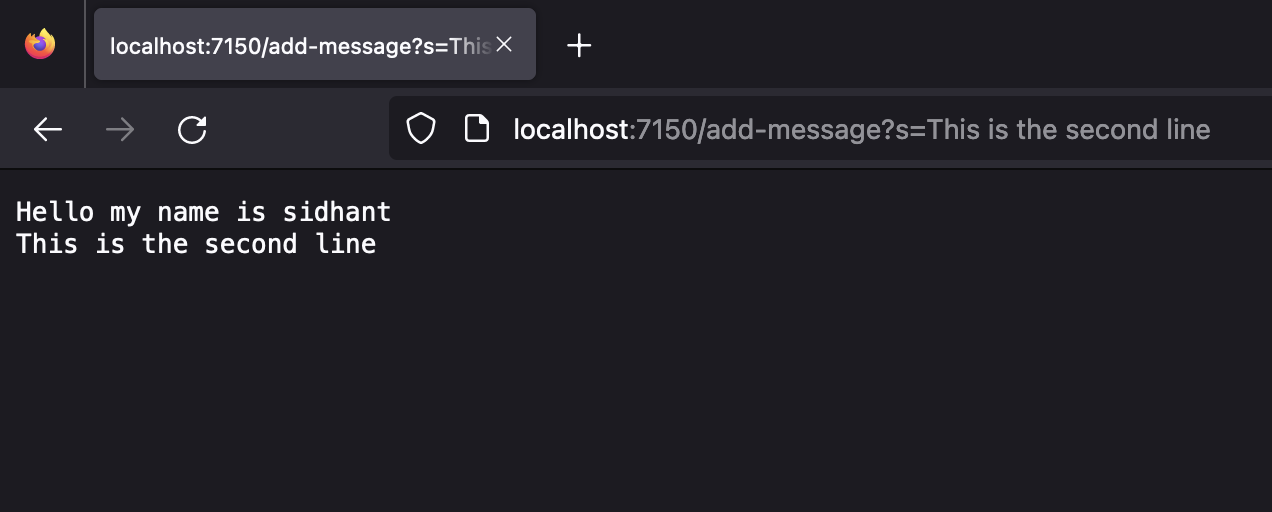 localhost:7150/add-message?s=This
localhost:7150/add-message?s=This is the second line
Hello my name is sidhant
This is the second line